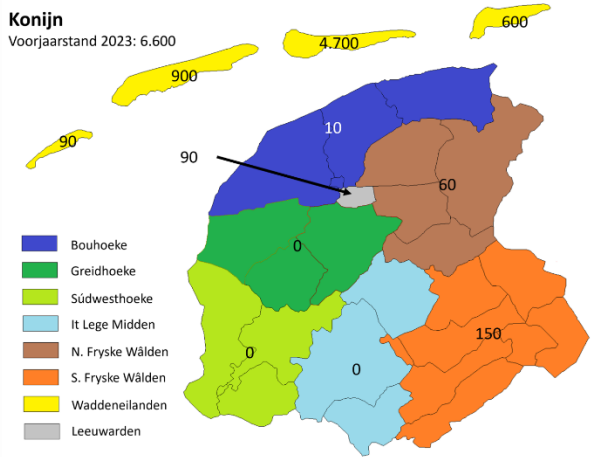 Konijn
Voorjaarstand 2023: 6.600
600
4.700
900
90
10
90
60
0
150
0
0
Bouhoeke
Greidhoeke
Súdwesthoeke
It Lege Midden
N. Fryske Wâlden
S. Fryske Wâlden
Waddeneilanden
Leeuwarden